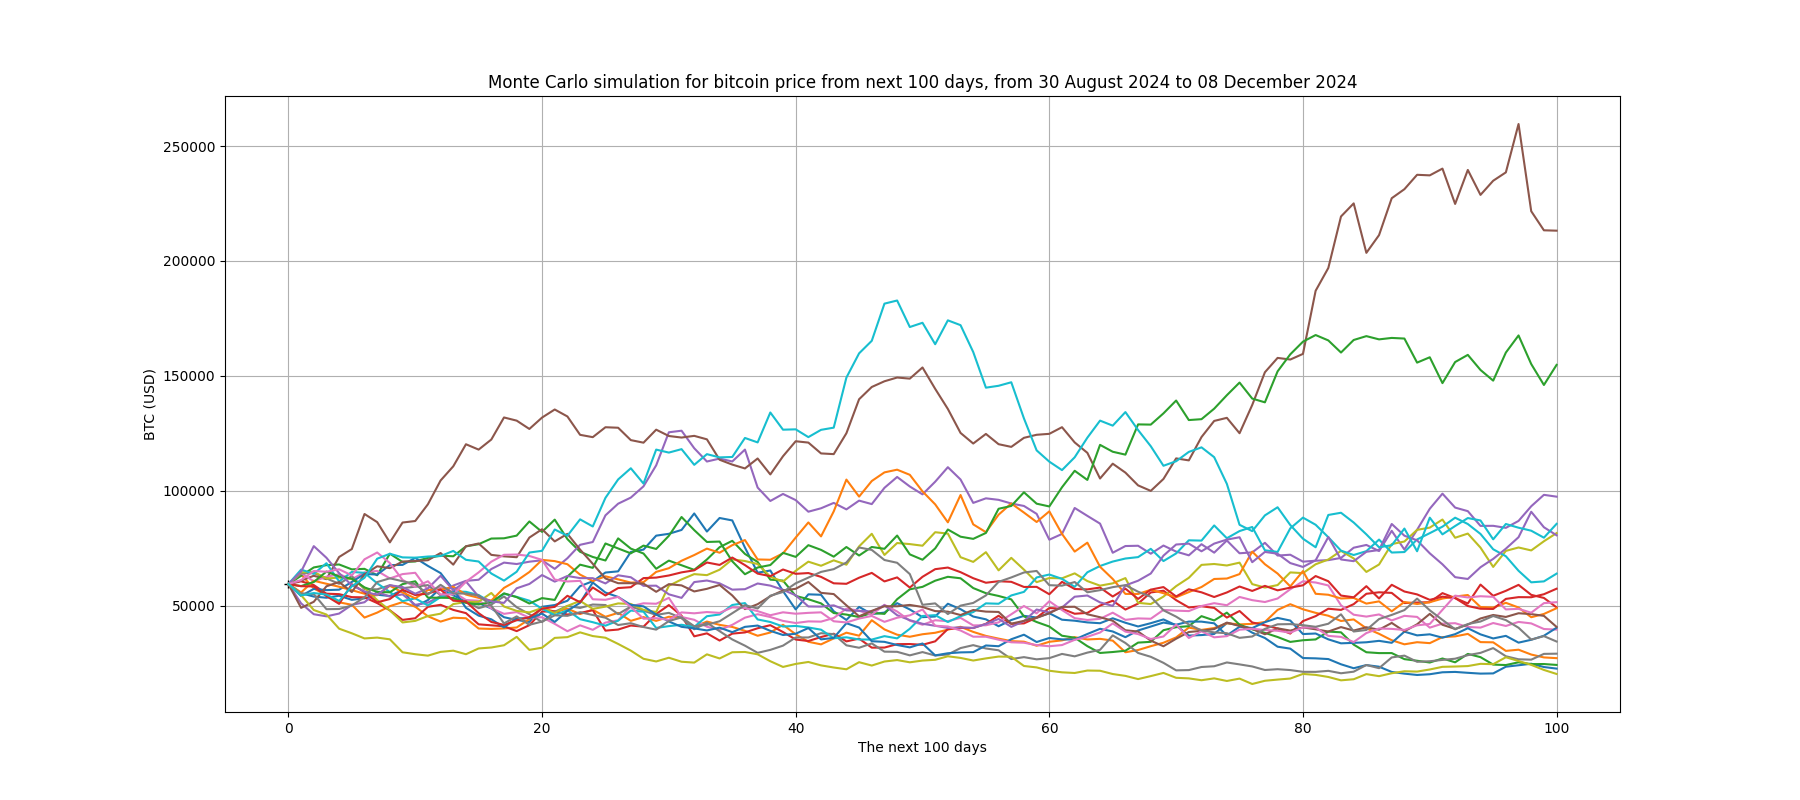 Monte Carlo simulation for bitcoin price from next 100 days, from 30 August 2024 to 08 December 2024
250000
200000
150000
100000
50000
BTC (USD)
0 20 40 60 80 100
The next 100 days